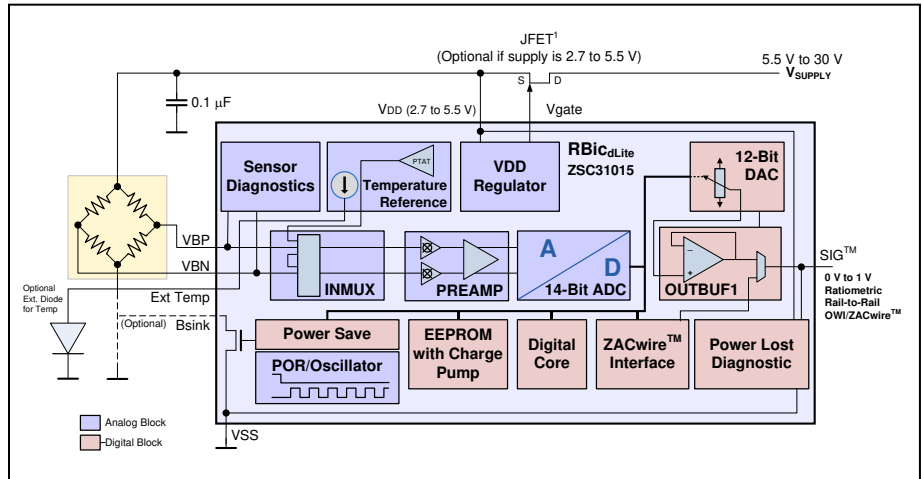 JFET1
(Optional if supply is 2.7 to 5.5 V)
5.5 V to 30 V
VSUPPLY
S
D
0.1 µF
VDD (2.7 to 5.5 V)
Vgate
Sensor
Diagnostics
PTAT
Temperature
Reference
VDD
Regulator
RBicdLite
ZSC31015
12-Bit
DAC
VBP
VBN
INMUX
PREAMP
A
D
14-Bit ADC
OUTBUF1
SIG™
0 V to 1 V
Ratiometric
Rail-to-Rail
OWI/ZACwire™
Optional
Ext. Diode
for Temp
Ext Temp
(Optional)
Bsink
Power Save
POR/Oscillator
EEPROM
with Charge
Pump
Digital
Core
ZACwire™
Interface
Power Lost
Diagnostic
Analog Block
Digital Block
VSS